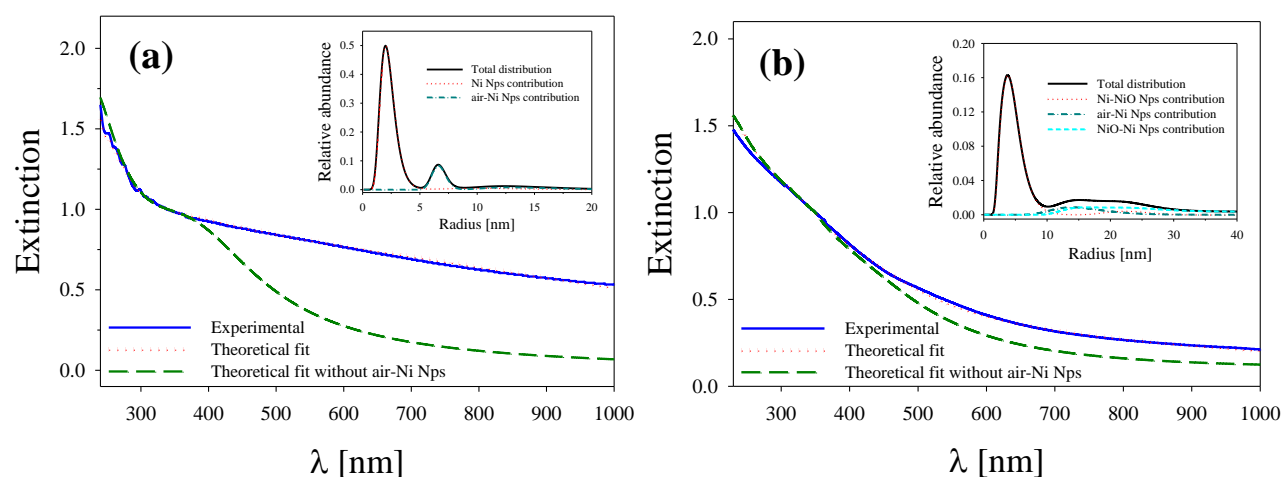 (a)
2.0
1.5
1.0
0.5
0.0
Extinction
300 400 500 600 700 800 900 1000
λ [nm]
Experimental
Theoretical fit
Theoretical fit without air-Ni Nps
0.5
0.4
0.3
0.2
0.1
0.0
Relative abundance
0 5 10 15 20
Radius [nm]
Total distribution
Ni Nps contribution
air-Ni Nps contribution
(b)
2.0
1.5
1.0
0.5
0.0
Extinction
300 400 500 600 700 800 900 1000
λ [nm]
Experimental
Theoretical fit
Theoretical fit without air-Ni Nps
0.20
0.16
0.12
0.08
0.04
0.00
Relative abundance
0 10 20 30 40
Radius [nm]
Total distribution
Ni-NiO Nps contribution
air-Ni Nps contribution
NiO-Ni Nps contribution